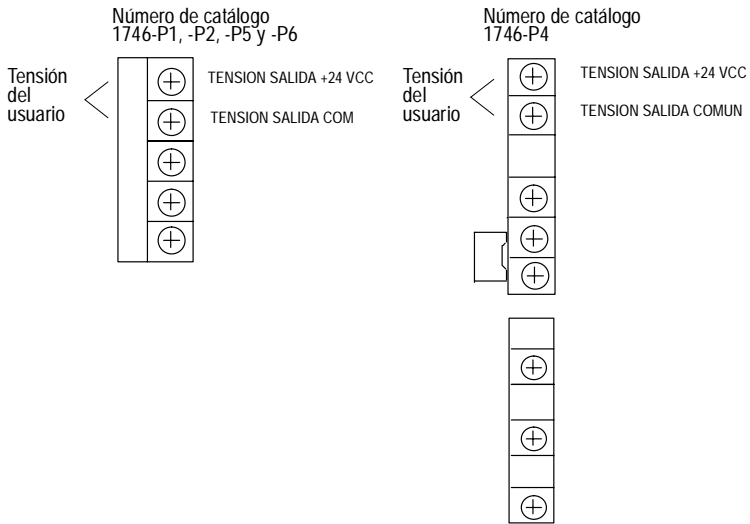 Número de catálogo
1746-P1, -P2, -P5 y -P6
Tensión
del
usuario
TENSION SALIDA +24 VCC
TENSION SALIDA COM
Número de catálogo
1746-P4
Tensión
del
usuario
TENSION SALIDA +24 VCC
TENSION SALIDA COMUN